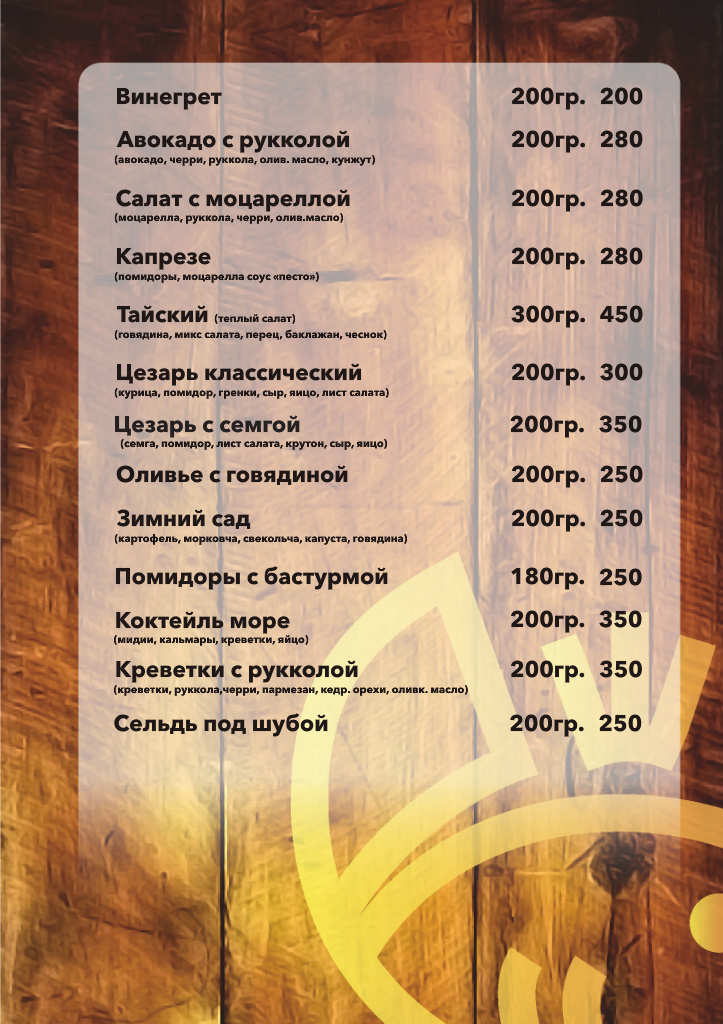 Винегрет 200гр. 200
Авокадо с рукколой 200гр. 280
(авокадо, черри, руккола, олив. масло, кунжут)
Салат с моцареллой 200гр. 280
(моцарелла, руккола, черри, олив.масло)
Капрезе 200гр. 280
(помидоры, моцарелла соус «песто»)
Тайский (теплый салат) 300гр. 450
(говядина, микс салата, перец, баклажан, чеснок)
Цезарь классический 200гр. 300
(курица, помидор, гренки, сыр, яицо, лист салата)
Цезарь с семгой 200гр. 350
(семга, помидор, лист салата, крутон, сыр, яицо)
Оливье с говядиной 200гр. 250
Зимний сад 200гр. 250
(картофель, морковча, свекольча, капуста, говядина)
Помидоры с бастурмой 180гр. 250
Коктейль море 200гр. 350
(мидии, кальмары, креветки, яйцо)
Креветки с рукколой 200гр. 350
(креветки, руккола,черри, пармезан, кедр. орехи, оливк. масло)
Сельдь под шубой 200гр. 250